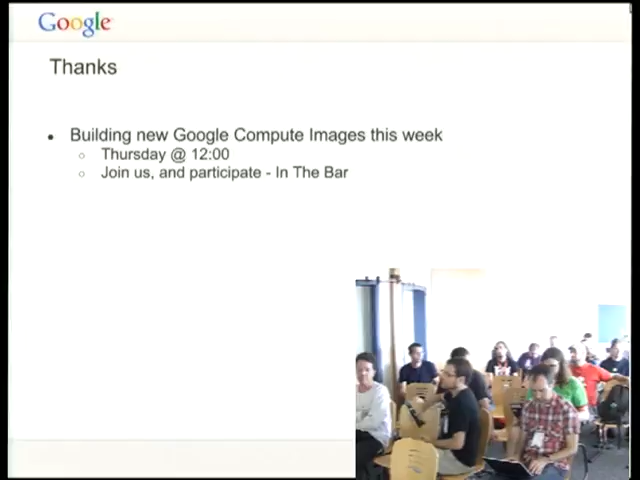 Google
Thanks
Building new Google Compute Images this week
Thursday @ 12:00
Join us, and participate - In The Bar